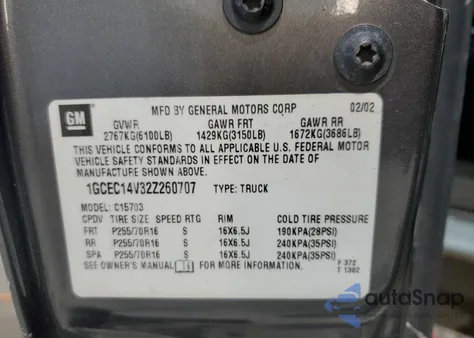 GM
MFD BY GENERAL MOTORS CORP 02/02
GVWR GAWR FRT GAWR RR
2767KG(6100LB) 1429KG(3150LB) 1672KG(3686LB)
THIS VEHICLE CONFORMS TO ALL APPLICABLE U.S. FEDERAL MOTOR
VEHICLE SAFETY STANDARDS IN EFFECT ON THE DATE OF
MANUFACTURE SHOWN ABOVE.
1GCEC14V32Z260707 TYPE: TRUCK
MODEL: C15703
CPDV TIRE SIZE SPEED RTG RIM COLD TIRE PRESSURE
FRT P255/70R16 S 16X6.5J 190KPA(28PSI)
RR P255/70R16 S 16X6.5J 240KPA(35PSI)
SPA P255/70R16 S 16X6.5J 240KPA(35PSI)
SEE OWNER'S MANUAL FOR MORE INFORMATION.
F 372
T 1302
autoSnap